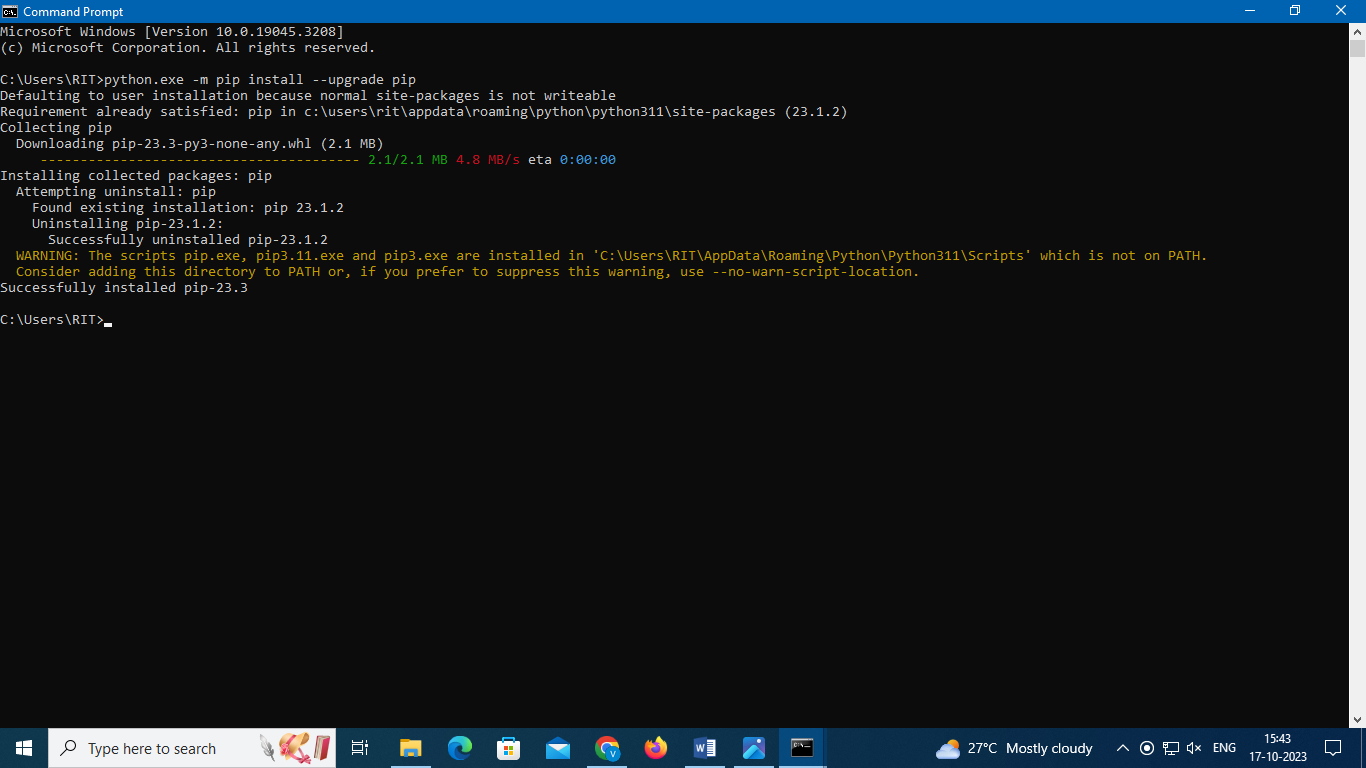 Command Prompt
Microsoft Windows [Version 10.0.19045.3208]
(c) Microsoft Corporation. All rights reserved.
C:\Users\RIT>python.exe -m pip install --upgrade pip
Defaulting to user installation because normal site-packages is not writeable
Requirement already satisfied: pip in c:\users\rit\appdata\roaming\python\python311\site-packages (23.1.2)
Collecting pip
Downloading pip-23.3-py3-none-any.whl (2.1 MB)
---------------------------------------- 2.1/2.1 MB 4.8 MB/s eta 0:00:00
Installing collected packages: pip
Attempting uninstall: pip
Found existing installation: pip 23.1.2
Uninstalling pip-23.1.2:
Successfully uninstalled pip-23.1.2
WARNING: The scripts pip.exe, pip3.11.exe and pip3.exe are installed in 'C:\Users\RIT\AppData\Roaming\Python\Python311\Scripts' which is not on PATH.
Consider adding this directory to PATH or, if you prefer to suppress this warning, use --no-warn-script-location.
Successfully installed pip-23.3
C:\Users\RIT>
Type here to search
27°C Mostly cloudy
ENG
15:43
17-10-2023